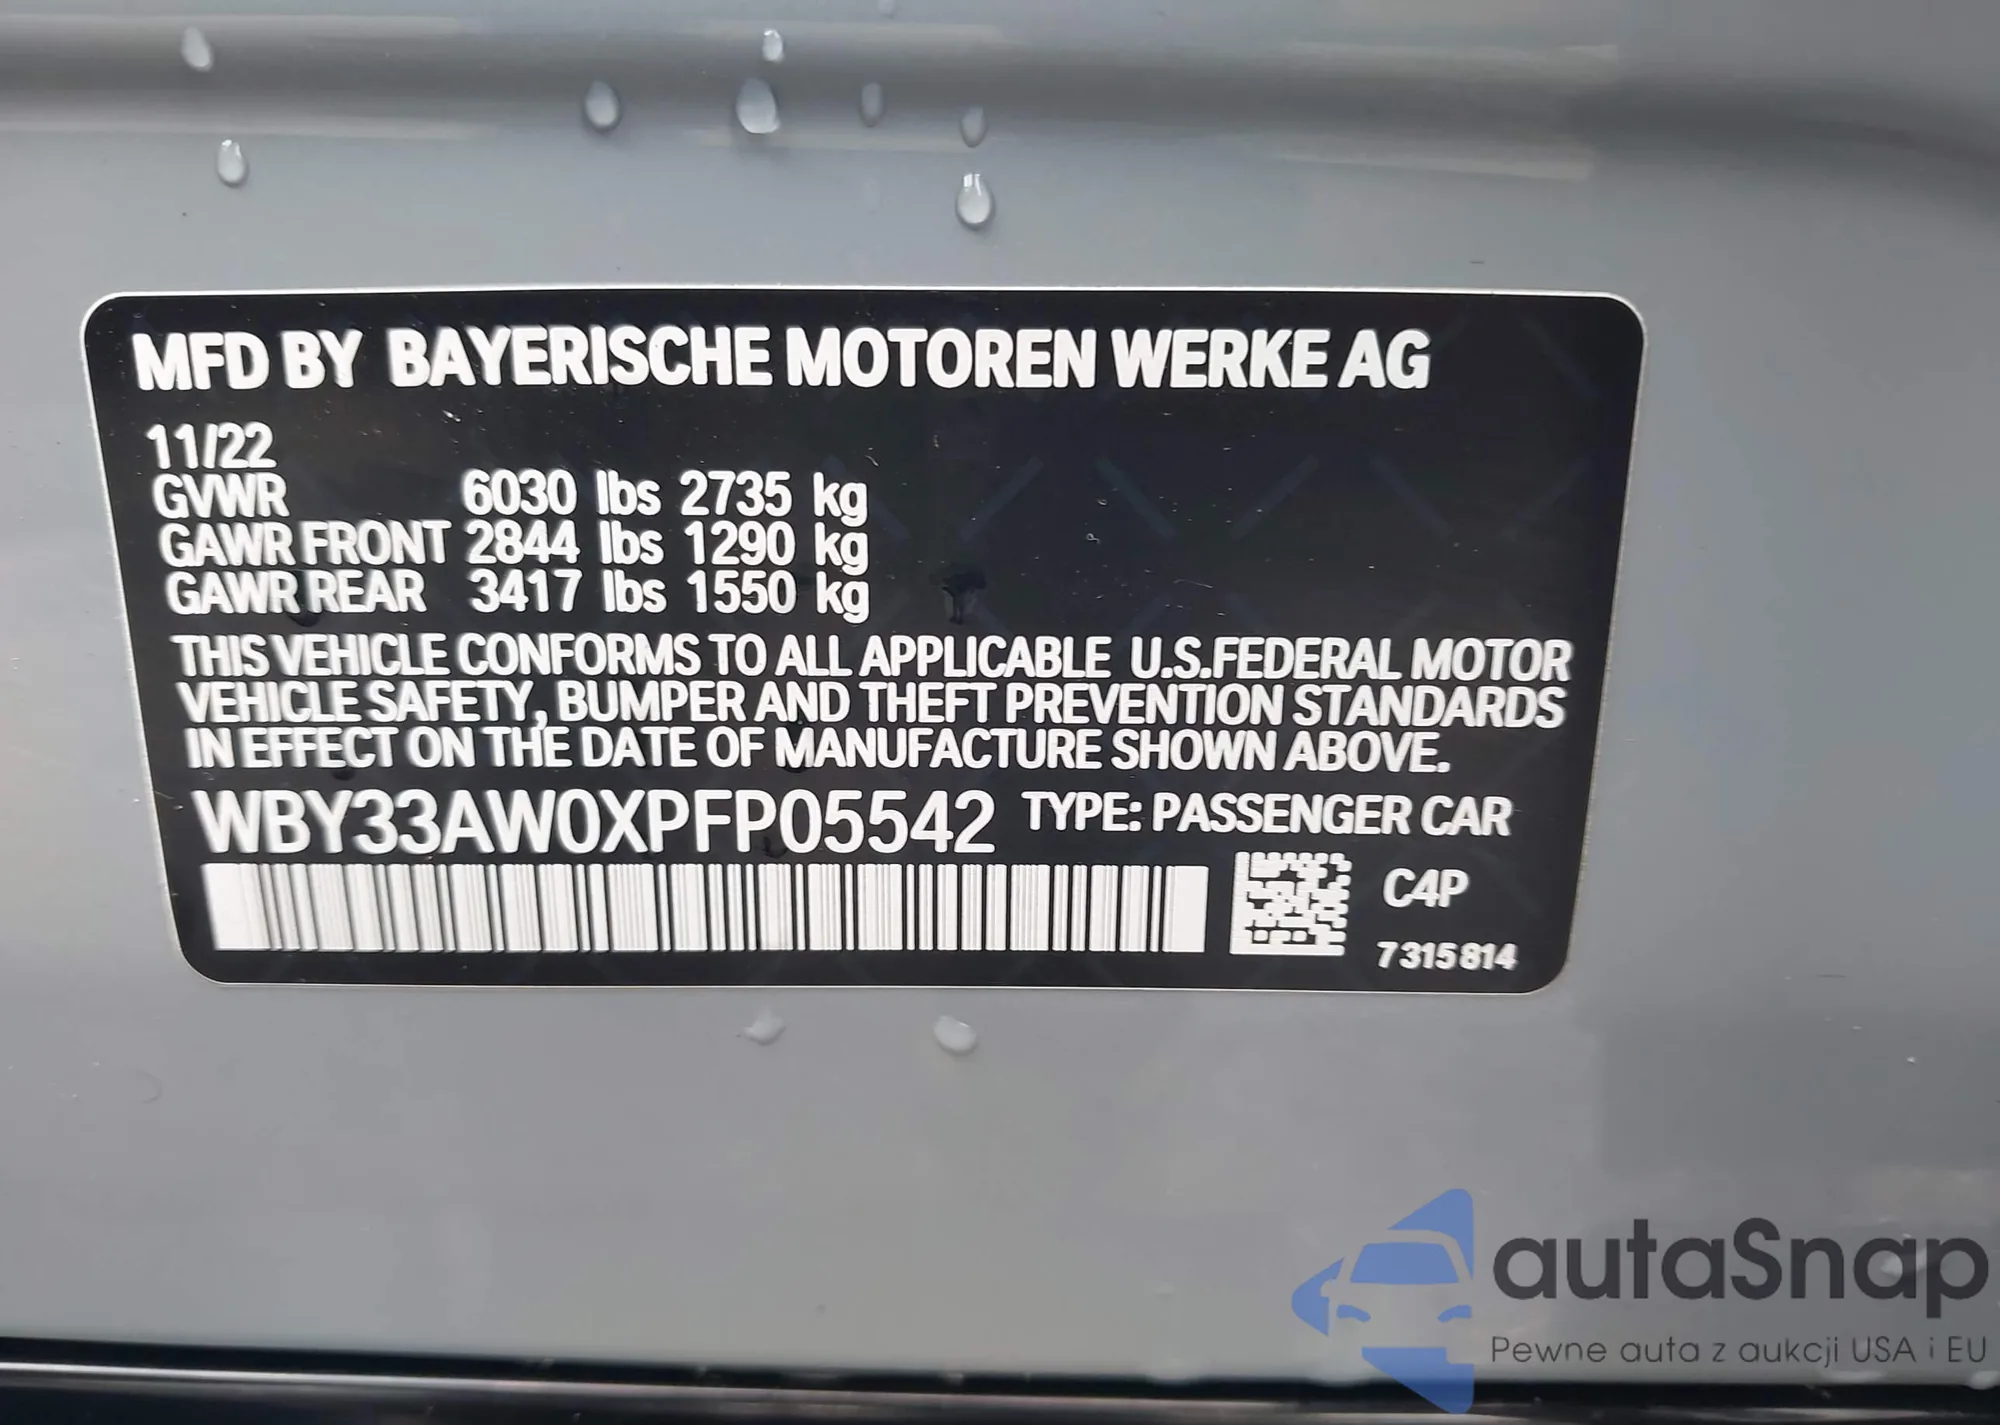 MFD BY BAYERISCHE MOTOREN WERKE AG
11/22
GVWR 6030 lbs 2735 kg
GAWR FRONT 2844 lbs 1290 kg
GAWR REAR 3417 lbs 1550 kg
THIS VEHICLE CONFORMS TO ALL APPLICABLE U.S.FEDERAL MOTOR
VEHICLE SAFETY, BUMPER AND THEFT PREVENTION STANDARDS
IN EFFECT ON THE DATE OF MANUFACTURE SHOWN ABOVE.
WBY33AW0XPFP05542 TYPE: PASSENGER CAR
C4P
7315814
autaSnap
Pewne auta z aukcji USA i EU